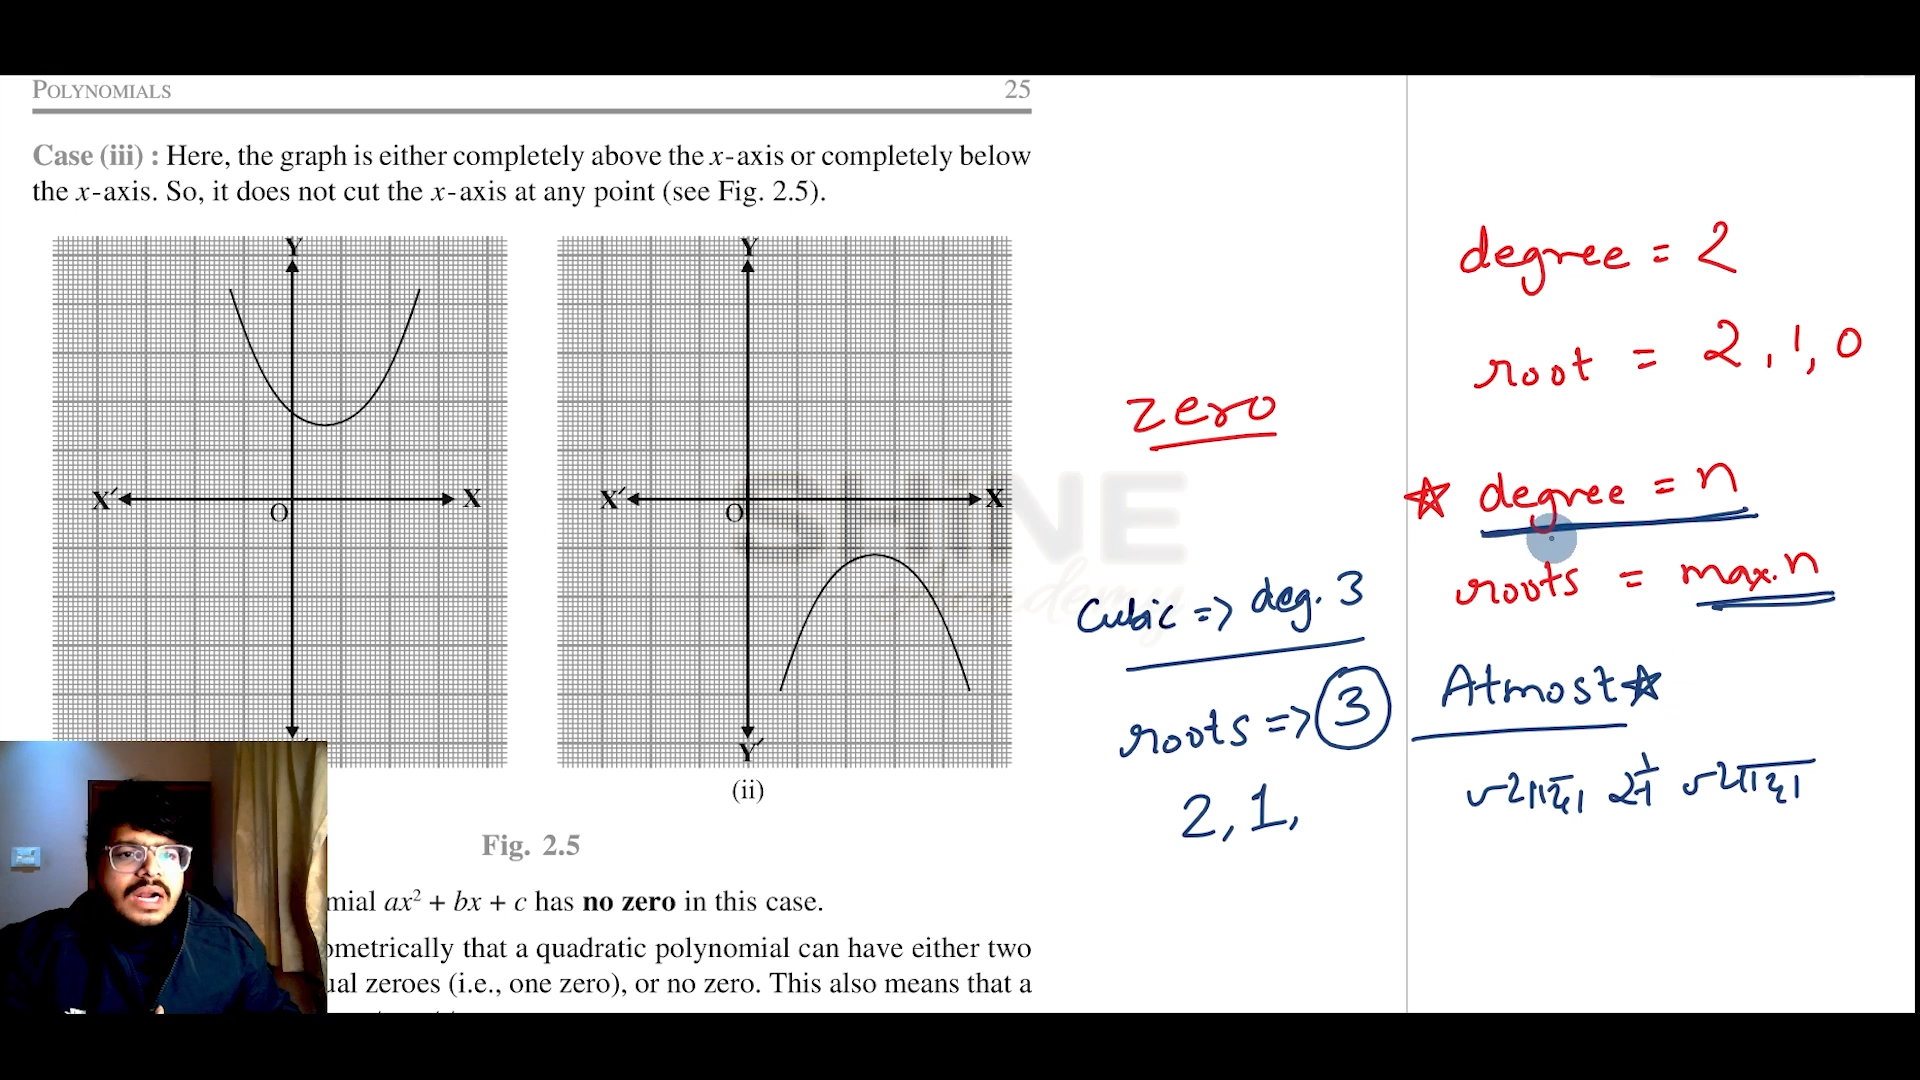 POLYNOMIALS 25
Case (iii) : Here, the graph is either completely above the x-axis or completely below
the x-axis. So, it does not cut the x-axis at any point (see Fig. 2.5).
Y
X′ O X
Y
X′ O X
Y′
(ii)
Fig. 2.5
mial ax² + bx + c has no zero in this case.
ometrically that a quadratic polynomial can have either two
ual zeroes (i.e., one zero), or no zero. This also means that a
SHINE
academy
zero
Cubic => deg. 3
roots => 3
2, 1,
degree = 2
root = 2, 1, 0
☆ degree = n
roots = max. n
Atmost ☆
ज्यादा से ज्यादा